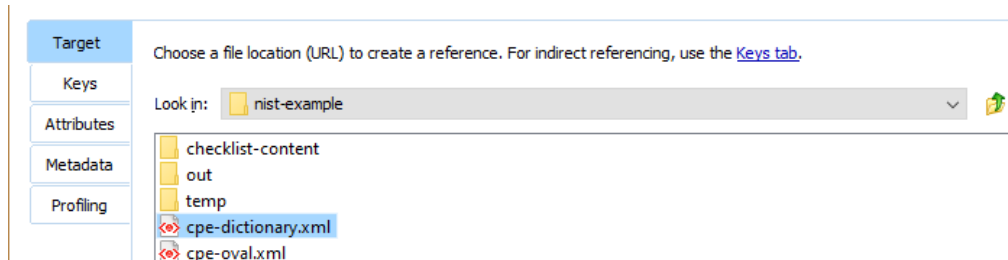 Target
Choose a file location (URL) to create a reference. For indirect referencing, use the Keys tab.
Keys
Look in: nist-example
Attributes
checklist-content
Metadata
out
temp
Profiling
cpe-dictionary.xml
cpe-oval.xml